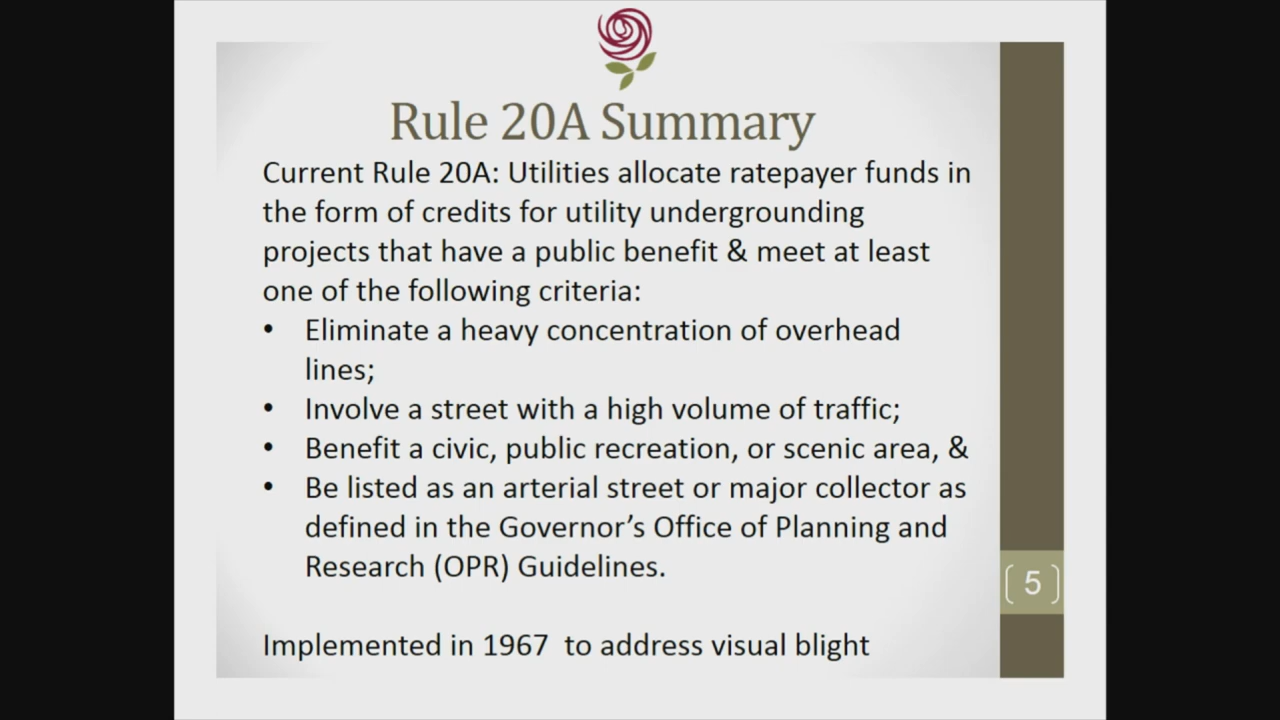 Rule 20A Summary
Current Rule 20A: Utilities allocate ratepayer funds in
the form of credits for utility undergrounding
projects that have a public benefit & meet at least
one of the following criteria:
• Eliminate a heavy concentration of overhead
lines;
• Involve a street with a high volume of traffic;
• Benefit a civic, public recreation, or scenic area, &
• Be listed as an arterial street or major collector as
defined in the Governor’s Office of Planning and
Research (OPR) Guidelines.
5
Implemented in 1967  to address visual blight